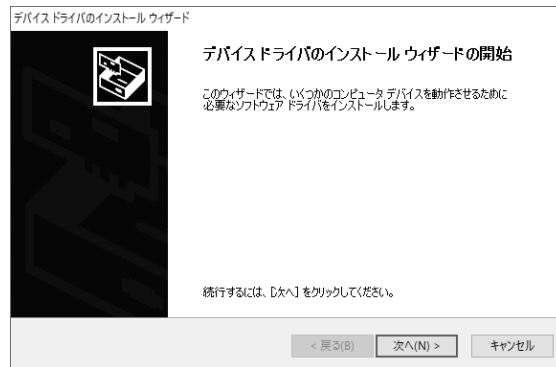 デバイス ドライバのインストール ウィザード
デバイス ドライバのインストール ウィザードの開始
このウィザードでは、いくつかのコンピュータ デバイスを動作させるために
必要なソフトウェア ドライバをインストールします。
続行するには、[次へ] をクリックしてください。
< 戻る(B) 次へ(N) > キャンセル